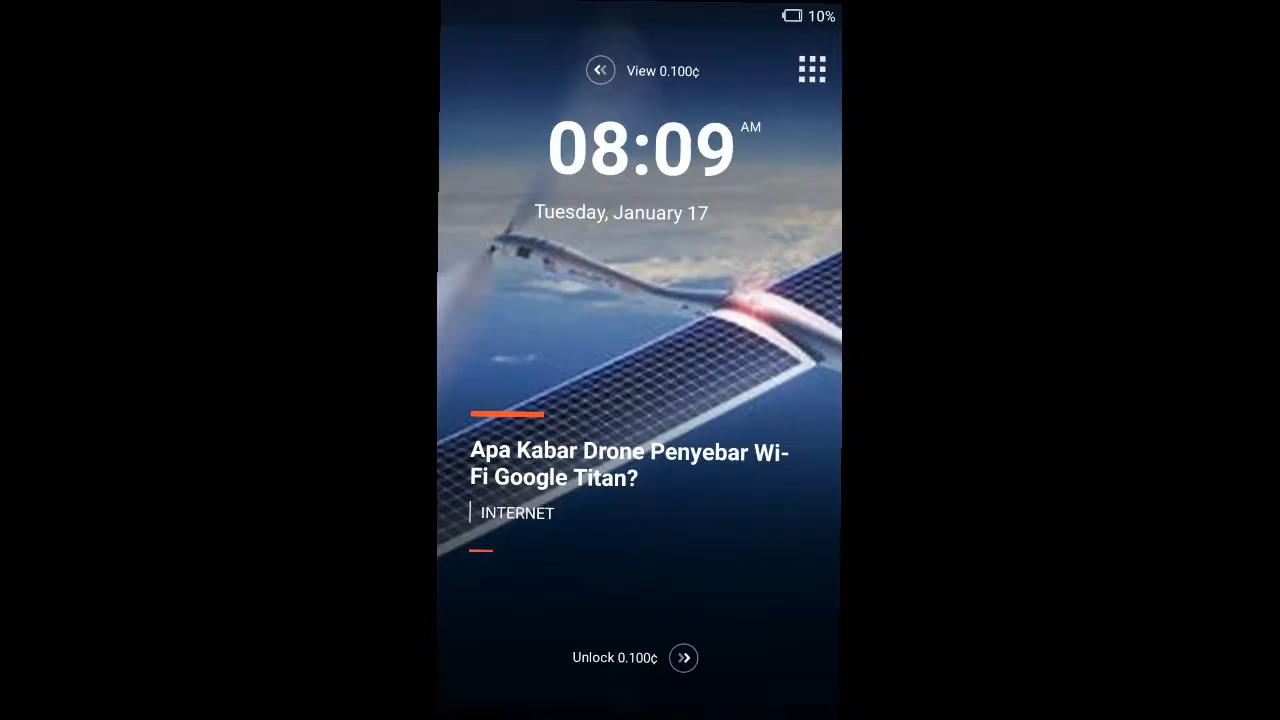 10%
View 0.100¢
08:09 AM
Tuesday, January 17
Apa Kabar Drone Penyebar Wi-
Fi Google Titan?
INTERNET
Unlock 0.100¢